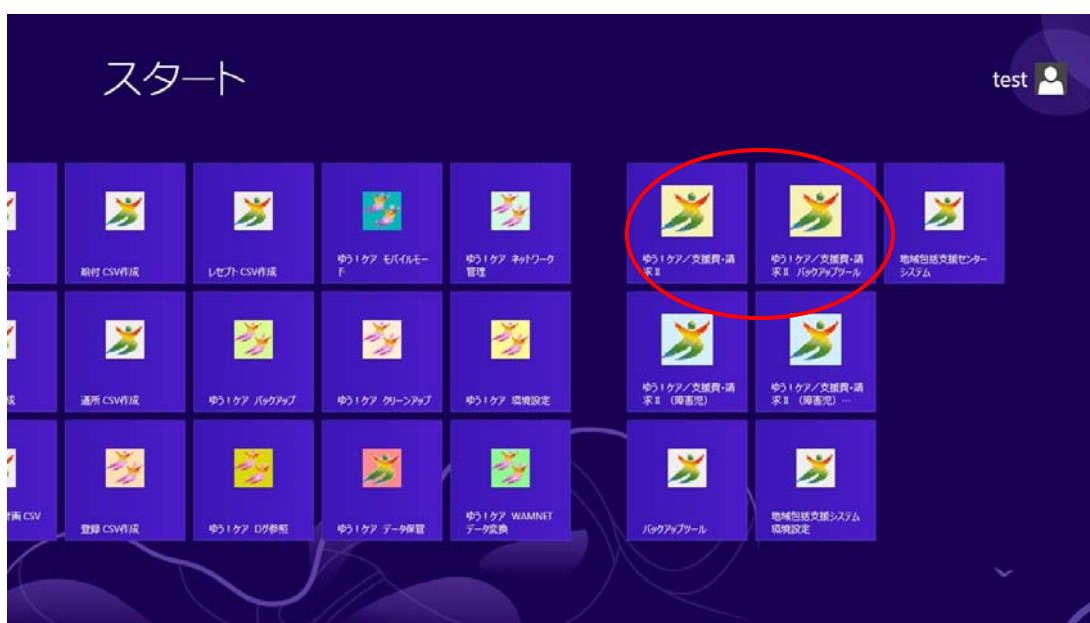 スタート
test
給付 CSV作成
レセプト CSV作成
ゆう!ケア モバイルモー
ド
ゆう!ケア ネットワーク
管理
ゆう!ケア/支援費・請
求Ⅱ
ゆう!ケア/支援費・請
求Ⅱ バックアップツール
地域包括支援センター
システム
成
通所 CSV作成
ゆう!ケア バックアップ
ゆう!ケア クリーンアップ
ゆう!ケア 環境設定
ゆう!ケア/支援費・請
求Ⅱ (障害児)
ゆう!ケア/支援費・請
求Ⅱ (障害児) …
計画 CSV
登録 CSV作成
ゆう!ケア ログ参照
ゆう!ケア データ保管
ゆう!ケア WAMNET
データ変換
バックアップツール
地域包括支援システム
環境設定